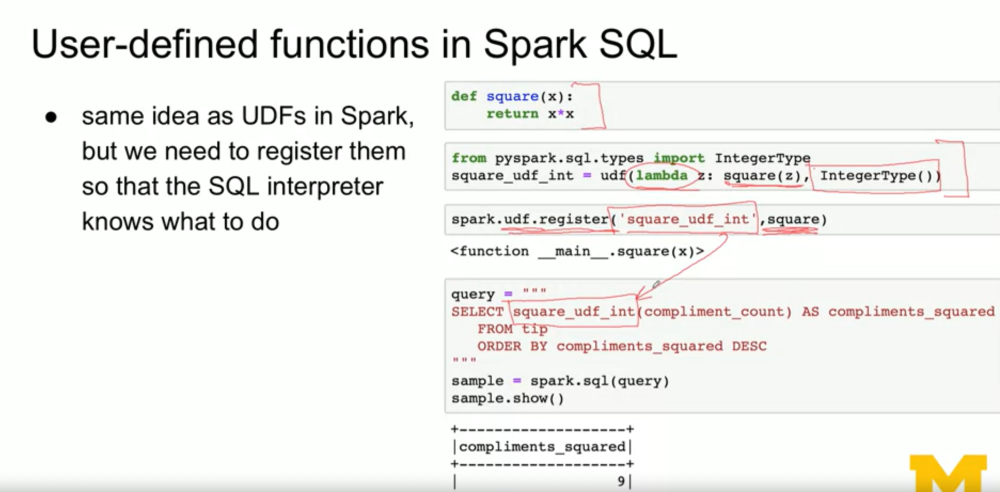 User-defined functions in Spark SQL
● same idea as UDFs in Spark,
but we need to register them
so that the SQL interpreter
knows what to do
def square(x):
    return x*x
from pyspark.sql.types import IntegerType
square_udf_int = udf(lambda z: square(z), IntegerType())
spark.udf.register('square_udf_int',square)
<function __main__.square(x)>
query = """
SELECT square_udf_int(compliment_count) AS compliments_squared
   FROM tip
   ORDER BY compliments_squared DESC
"""
sample = spark.sql(query)
sample.show()
+-------------------+
|compliments_squared|
+-------------------+
|                  9|
M